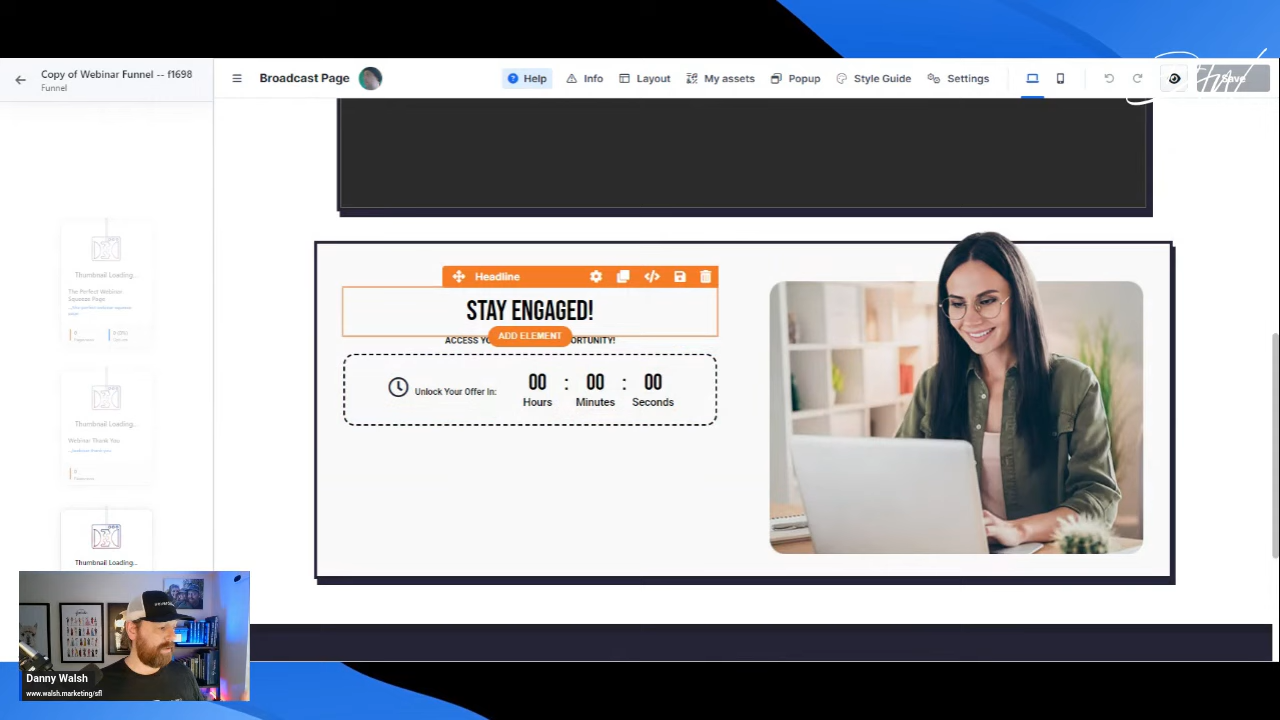 Copy of Webinar Funnel -- f1698
Funnel
Broadcast Page
Help
Info
Layout
My assets
Popup
Style Guide
Settings
Save
Thumbnail Loading...
The Perfect Webinar
Squeeze Page
Thumbnail Loading...
Webinar Thank You
Thumbnail Loading...
Headline
STAY ENGAGED!
ADD ELEMENT
ACCESS
Unlock Your Offer In:
00 : 00 : 00
Hours Minutes Seconds
Danny Walsh
www.walsh.marketing/sfl